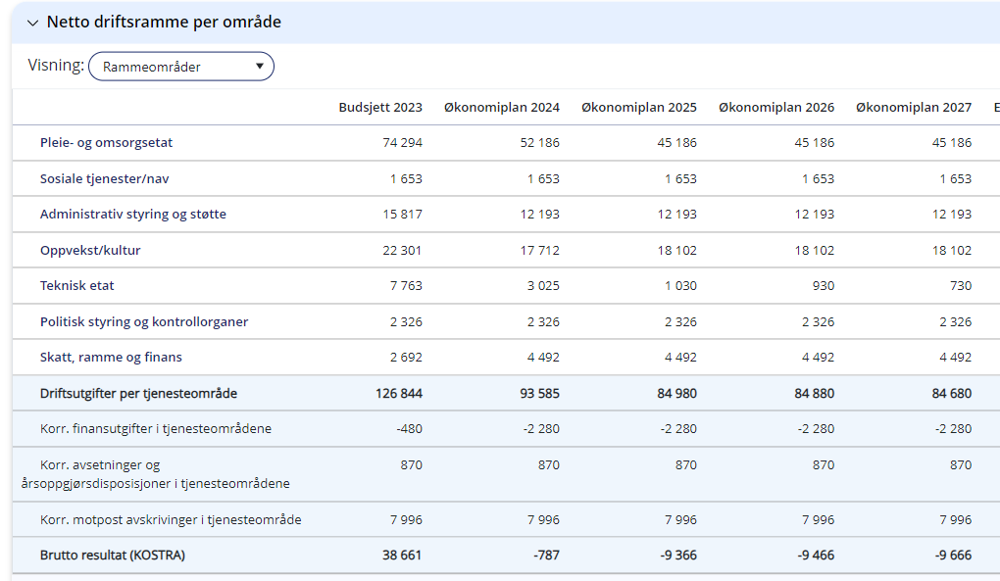 Netto driftsramme per område
Visning: Rammeområder
Budsjett 2023 Økonomiplan 2024 Økonomiplan 2025 Økonomiplan 2026 Økonomiplan 2027 E
Pleie- og omsorgsetat 74 294 52 186 45 186 45 186 45 186
Sosiale tjenester/nav 1 653 1 653 1 653 1 653 1 653
Administrativ styring og støtte 15 817 12 193 12 193 12 193 12 193
Oppvekst/kultur 22 301 17 712 18 102 18 102 18 102
Teknisk etat 7 763 3 025 1 030 930 730
Politisk styring og kontrollorganer 2 326 2 326 2 326 2 326 2 326
Skatt, ramme og finans 2 692 4 492 4 492 4 492 4 492
Driftsutgifter per tjenesteområde 126 844 93 585 84 980 84 880 84 680
Korr. finansutgifter i tjenesteområdene -480 -2 280 -2 280 -2 280 -2 280
Korr. avsetninger og 870 870 870 870 870
årsoppgjørsdisposisjoner i tjenesteområdene
Korr. motpost avskrivinger i tjenesteområde 7 996 7 996 7 996 7 996 7 996
Brutto resultat (KOSTRA) 38 661 -787 -9 366 -9 466 -9 666